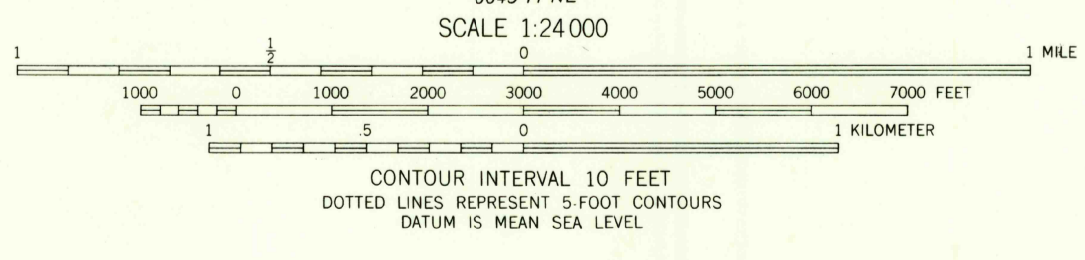 SCALE 1:24 000
1 1/2 0 1 MILE
1000 0 1000 2000 3000 4000 5000 6000 7000 FEET
1 .5 0 1 KILOMETER
CONTOUR INTERVAL 10 FEET
DOTTED LINES REPRESENT 5-FOOT CONTOURS
DATUM IS MEAN SEA LEVEL